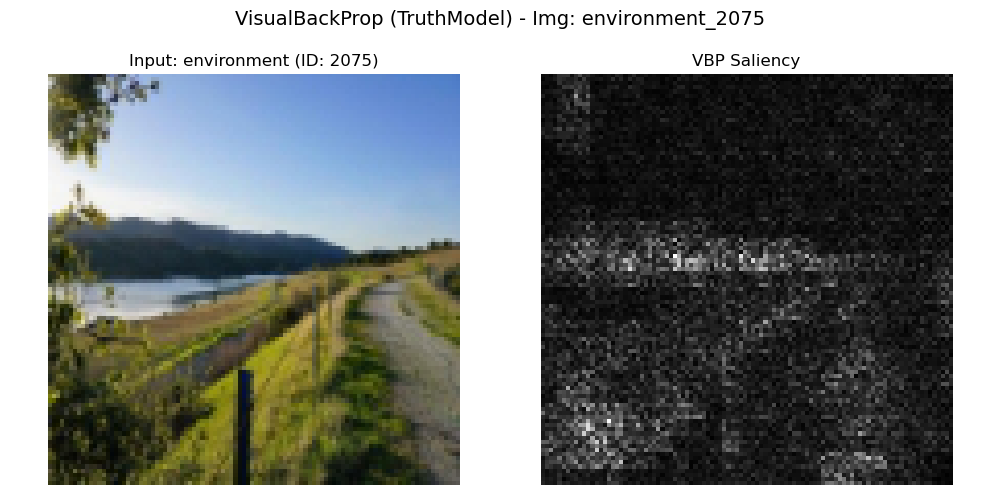 VisualBackProp (TruthModel) - Img: environment_2075
Input: environment (ID: 2075)
VBP Saliency